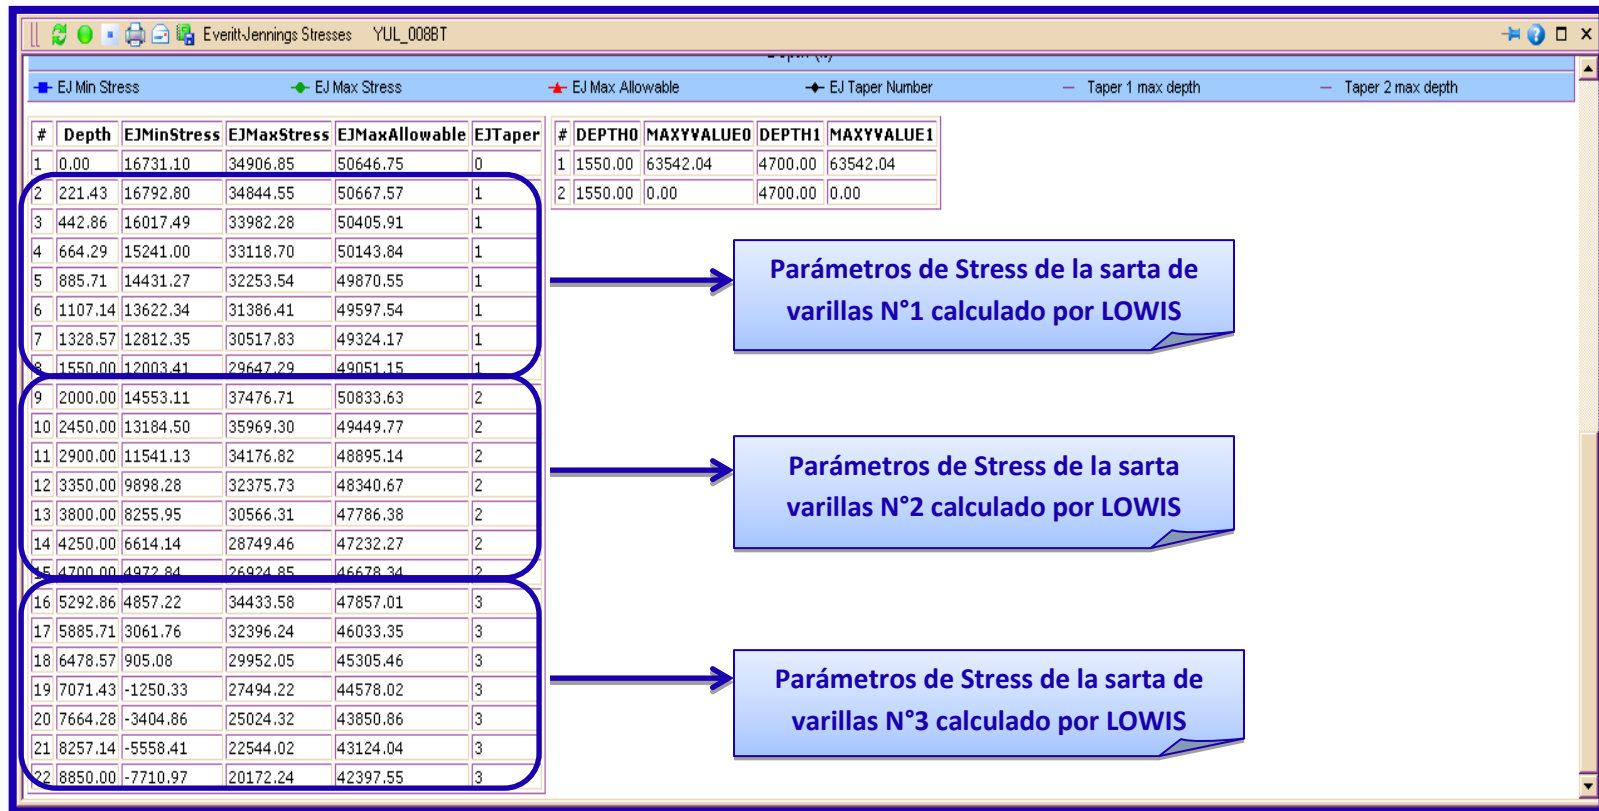 Everitt-Jennings Stresses YUL_008BT
EJ Min Stress EJ Max Stress EJ Max Allowable EJ Taper Number Taper 1 max depth Taper 2 max depth
# Depth EJMinStress EJMaxStress EJMaxAllowable EJTaper # DEPTH0 MAXYVALUE0 DEPTH1 MAXYVALUE1
1 0.00 16731.10 34906.85 50646.75 0 1 1550.00 63542.04 4700.00 63542.04
2 221.43 16792.80 34844.55 50667.57 1 2 1550.00 0.00 4700.00 0.00
3 442.86 16017.49 33982.28 50405.91 1
4 664.29 15241.00 33118.70 50143.84 1
5 885.71 14431.27 32253.54 49870.55 1
6 1107.14 13622.34 31386.41 49597.54 1
7 1328.57 12812.35 30517.83 49324.17 1
8 1550.00 12003.41 29647.29 49051.15 1
Parámetros de Stress de la sarta de
varillas N°1 calculado por LOWIS
9 2000.00 14553.11 37476.71 50833.63 2
10 2450.00 13184.50 35969.30 49449.77 2
11 2900.00 11541.13 34176.82 48895.14 2
12 3350.00 9898.28 32375.73 48340.67 2
13 3800.00 8255.95 30566.31 47786.38 2
14 4250.00 6614.14 28749.46 47232.27 2
15 4700.00 4972.84 26924.85 46678.34 2
Parámetros de Stress de la sarta
varillas N°2 calculado por LOWIS
16 5292.86 4857.22 34433.58 47857.01 3
17 5885.71 3061.76 32396.24 46033.35 3
18 6478.57 905.08 29952.05 45305.46 3
19 7071.43 -1250.33 27494.22 44578.02 3
20 7664.28 -3404.86 25024.32 43850.86 3
21 8257.14 -5558.41 22544.02 43124.04 3
22 8850.00 -7710.97 20172.24 42397.55 3
Parámetros de Stress de la sarta de
varillas N°3 calculado por LOWIS